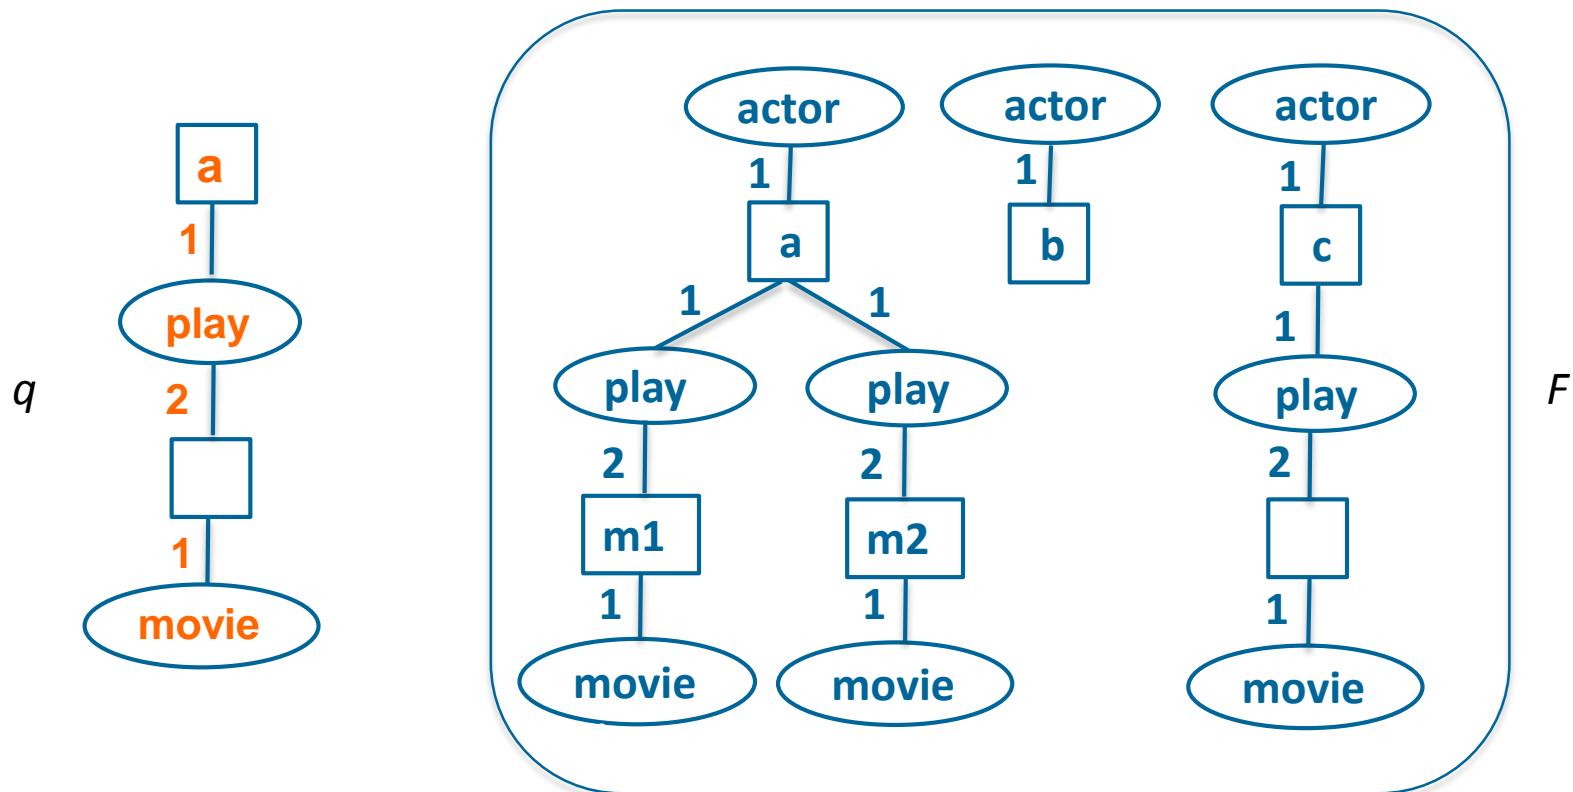 actor actor actor
1 1 1
a
a b c
1
1 1 1
play
play play play
q
2
F
2 2 2
m1 m2
1
1 1 1
movie
movie movie movie